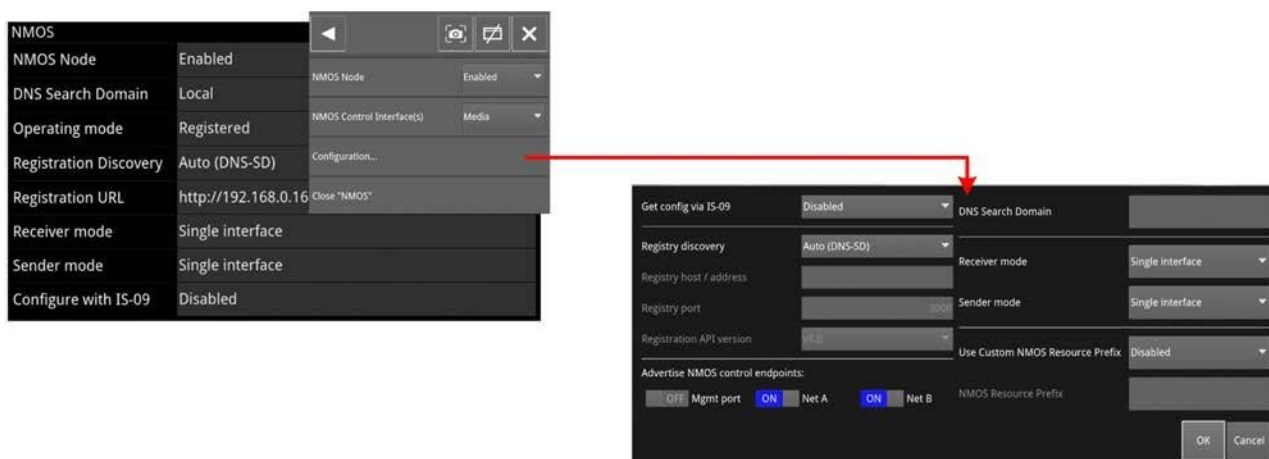 NMOS
NMOS Node Enabled
DNS Search Domain Local
Operating mode Registered
Registration Discovery Auto (DNS-SD)
Registration URL http://192.168.0.16
Receiver mode Single interface
Sender mode Single interface
Configure with IS-09 Disabled
NMOS Node Enabled
NMOS Control Interface(s) Media
Configuration...
Close "NMOS"
Get config via IS-09 Disabled
Registry discovery Auto (DNS-SD)
Registry host / address
Registry port
Registration API version v1.0
Advertise NMOS control endpoints:
OFF Mgmt port ON Net A ON Net B
DNS Search Domain
Receiver mode Single interface
Sender mode Single interface
Use Custom NMOS Resource Prefix Disabled
NMOS Resource Prefix
OK Cancel